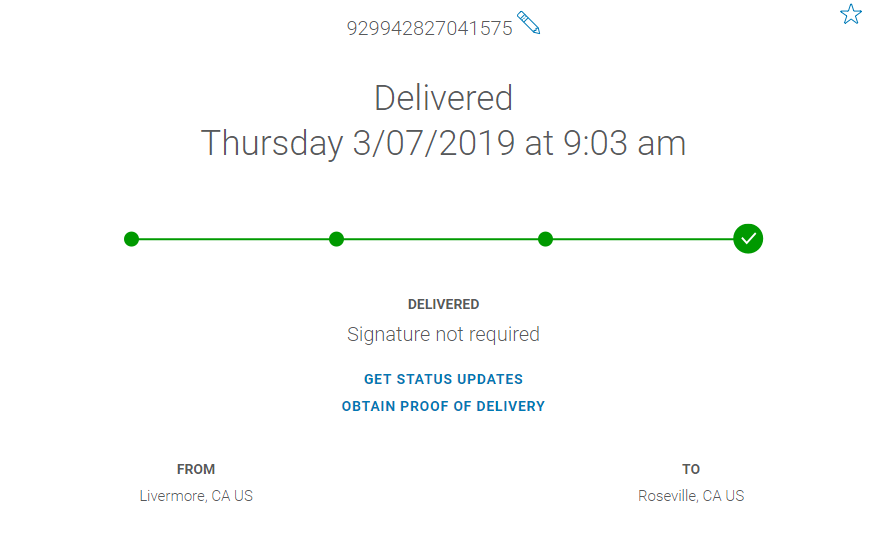 929942827041575
Delivered
Thursday 3/07/2019 at 9:03 am
DELIVERED
Signature not required
GET STATUS UPDATES
OBTAIN PROOF OF DELIVERY
FROM
TO
Livermore, CA US
Roseville, CA US